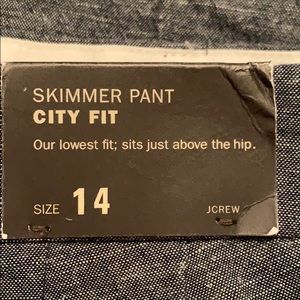 SKIMMER PANT
CITY FIT
Our lowest fit; sits just above the hip.
SIZE 14 JCREW